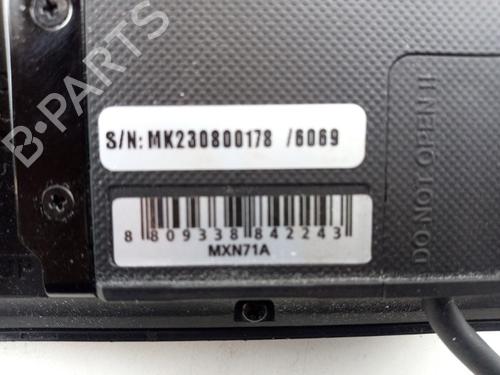 B-PARTS
S/N: MK230800178 /6069
8 809338 842243
MXN71A
DO NOT OPEN !!